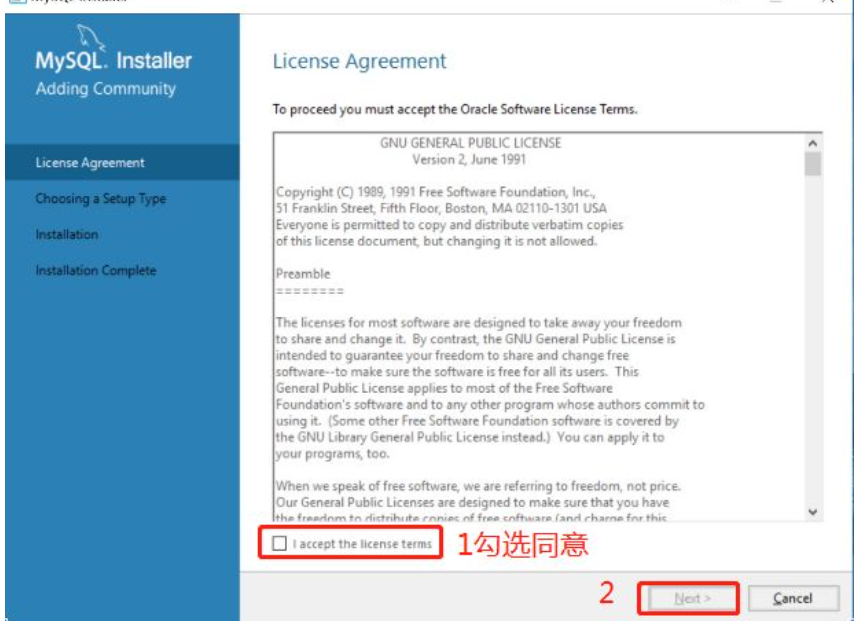 MySQL. Installer
Adding Community
License Agreement
Choosing a Setup Type
Installation
Installation Complete
License Agreement
To proceed you must accept the Oracle Software License Terms.
GNU GENERAL PUBLIC LICENSE
Version 2, June 1991
Copyright (C) 1989, 1991 Free Software Foundation, Inc.,
51 Franklin Street, Fifth Floor, Boston, MA 02110-1301 USA
Everyone is permitted to copy and distribute verbatim copies
of this license document, but changing it is not allowed.
Preamble
========
The licenses for most software are designed to take away your freedom
to share and change it. By contrast, the GNU General Public License is
intended to guarantee your freedom to share and change free
software--to make sure the software is free for all its users. This
General Public License applies to most of the Free Software
Foundation's software and to any other program whose authors commit to
using it. (Some other Free Software Foundation software is covered by
the GNU Library General Public License instead.) You can apply it to
your programs, too.
When we speak of free software, we are referring to freedom, not price.
Our General Public Licenses are designed to make sure that you have
the freedom to distribute copies of free software (and charge for this
I accept the license terms
1勾选同意
2
Next >
Cancel